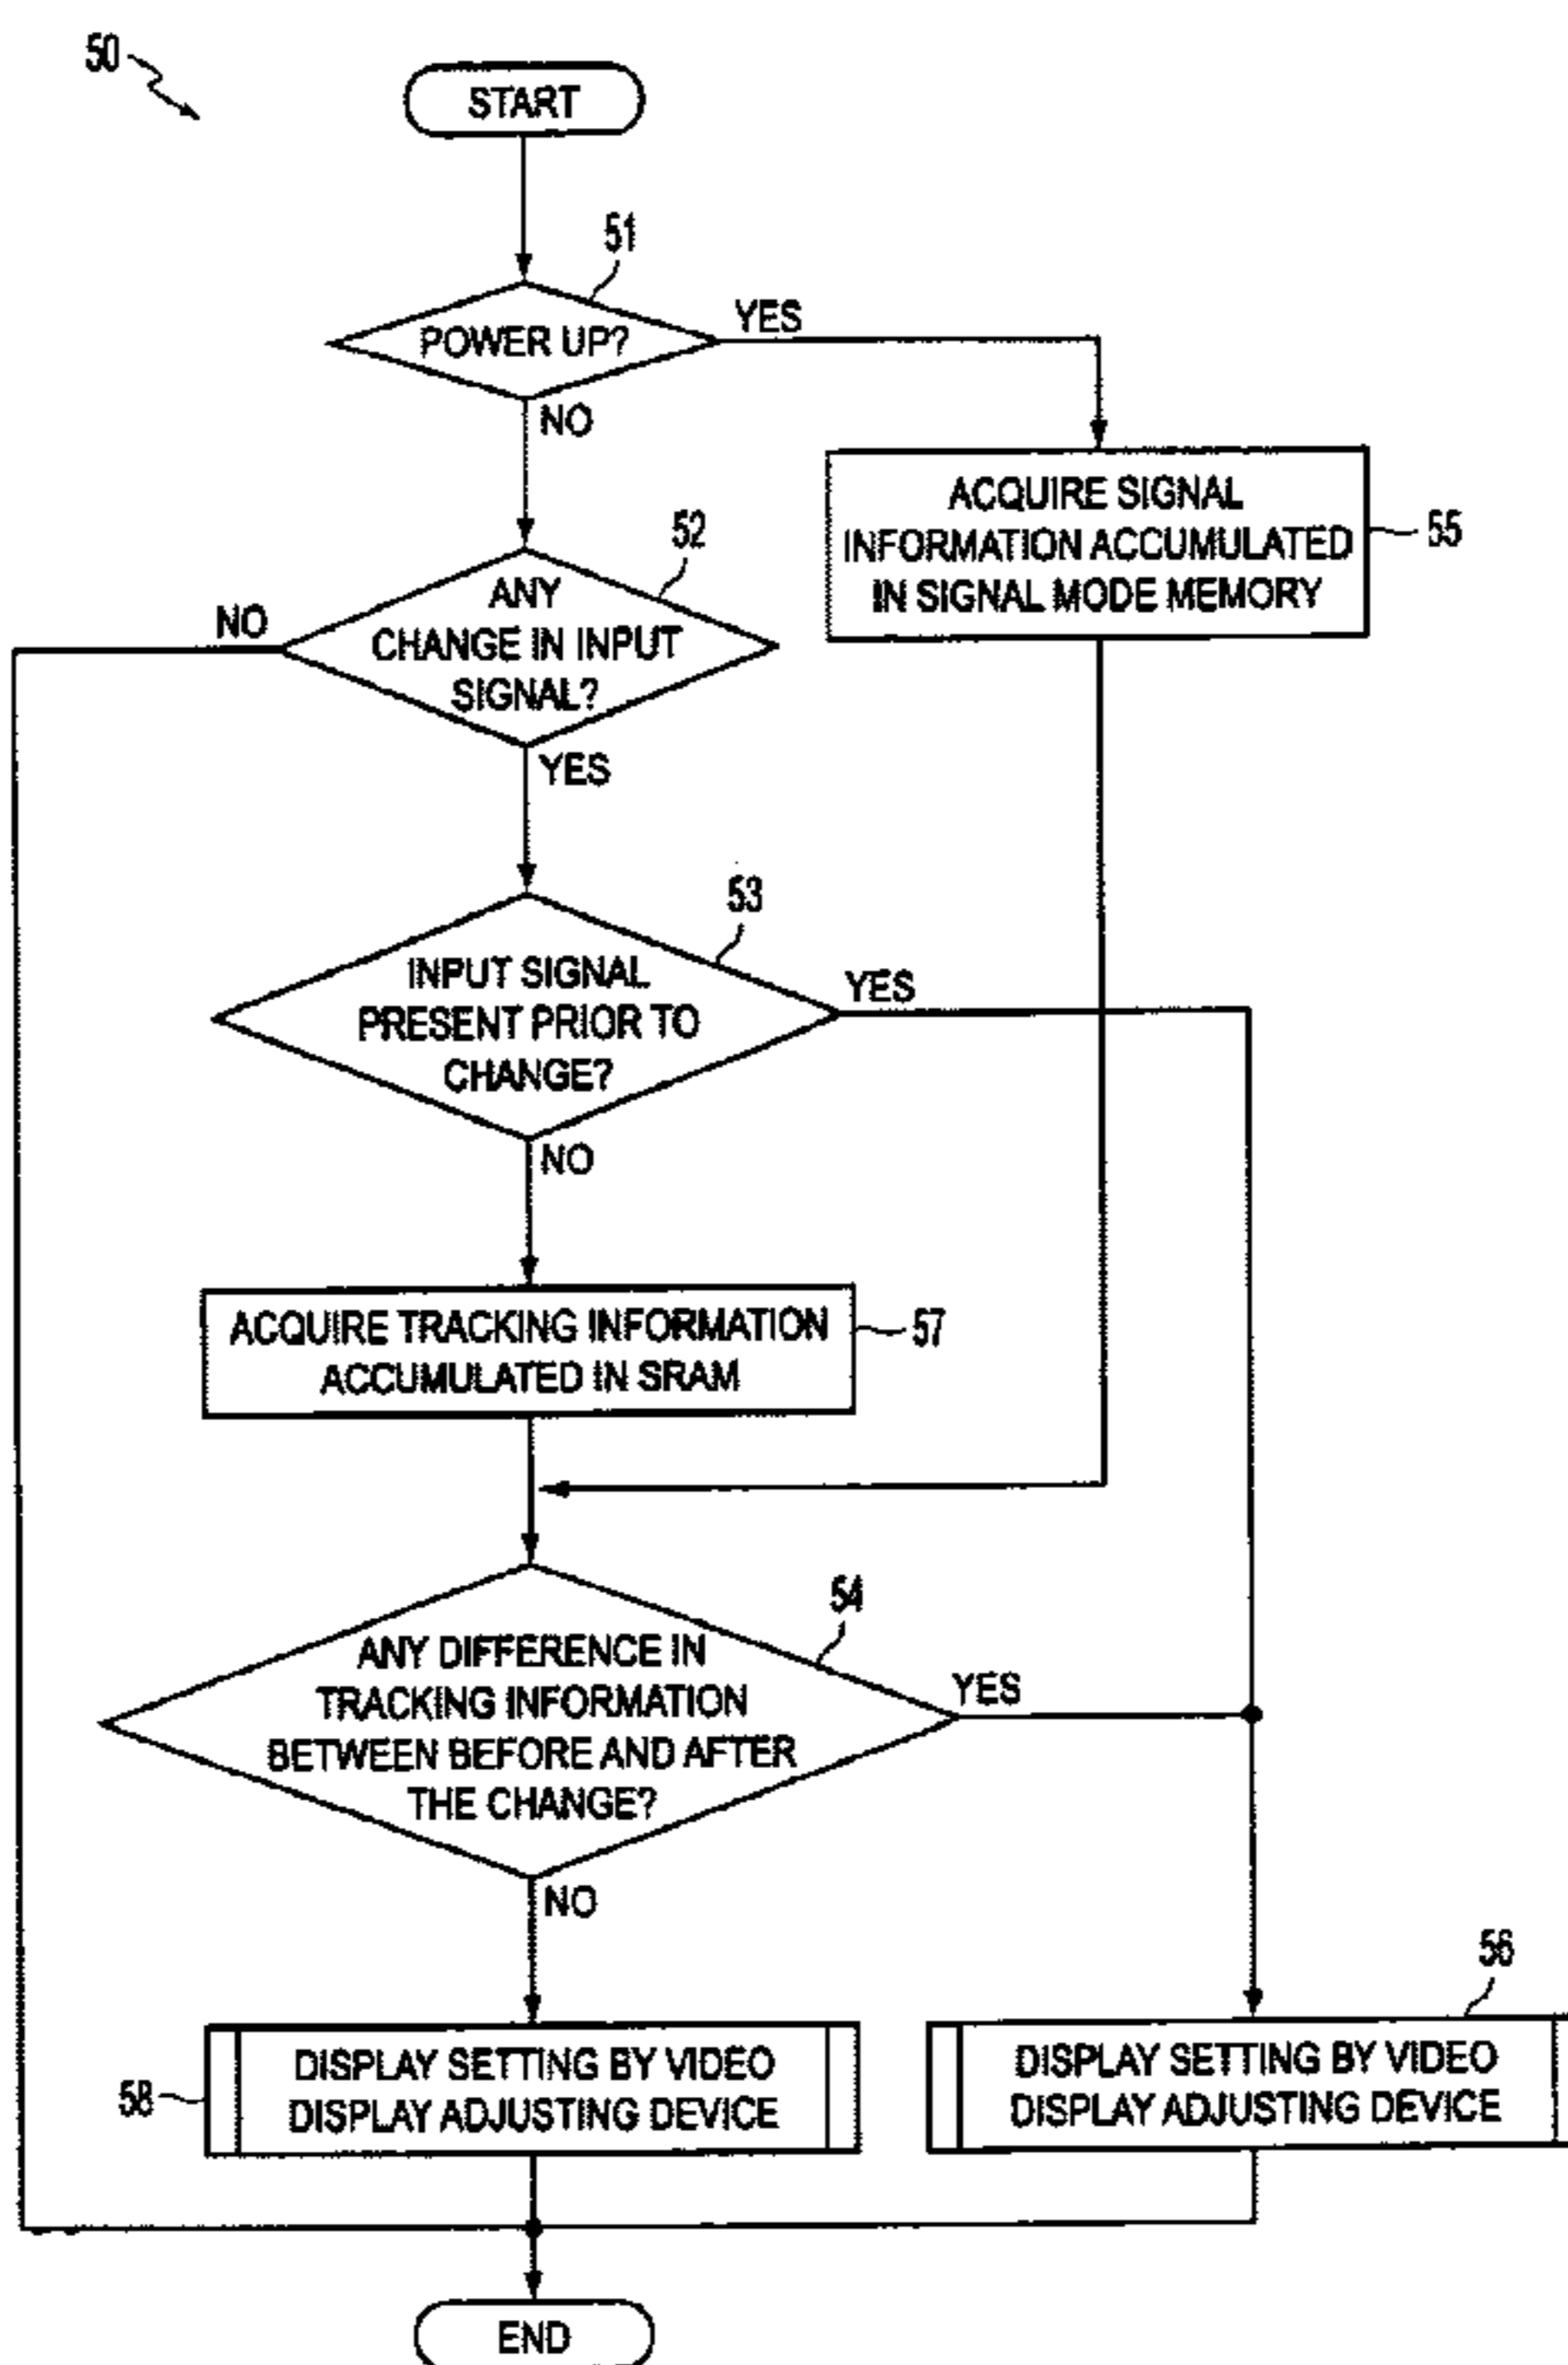 50
START
51
POWER UP?
YES
NO
ACQUIRE SIGNAL
INFORMATION ACCUMULATED
IN SIGNAL MODE MEMORY
55
52
ANY
CHANGE IN INPUT
SIGNAL?
NO
YES
53
INPUT SIGNAL
PRESENT PRIOR TO
CHANGE?
YES
NO
ACQUIRE TRACKING INFORMATION
ACCUMULATED IN SRAM
57
54
ANY DIFFERENCE IN
TRACKING INFORMATION
BETWEEN BEFORE AND AFTER
THE CHANGE?
YES
NO
58
DISPLAY SETTING BY VIDEO
DISPLAY ADJUSTING DEVICE
56
DISPLAY SETTING BY VIDEO
DISPLAY ADJUSTING DEVICE
END